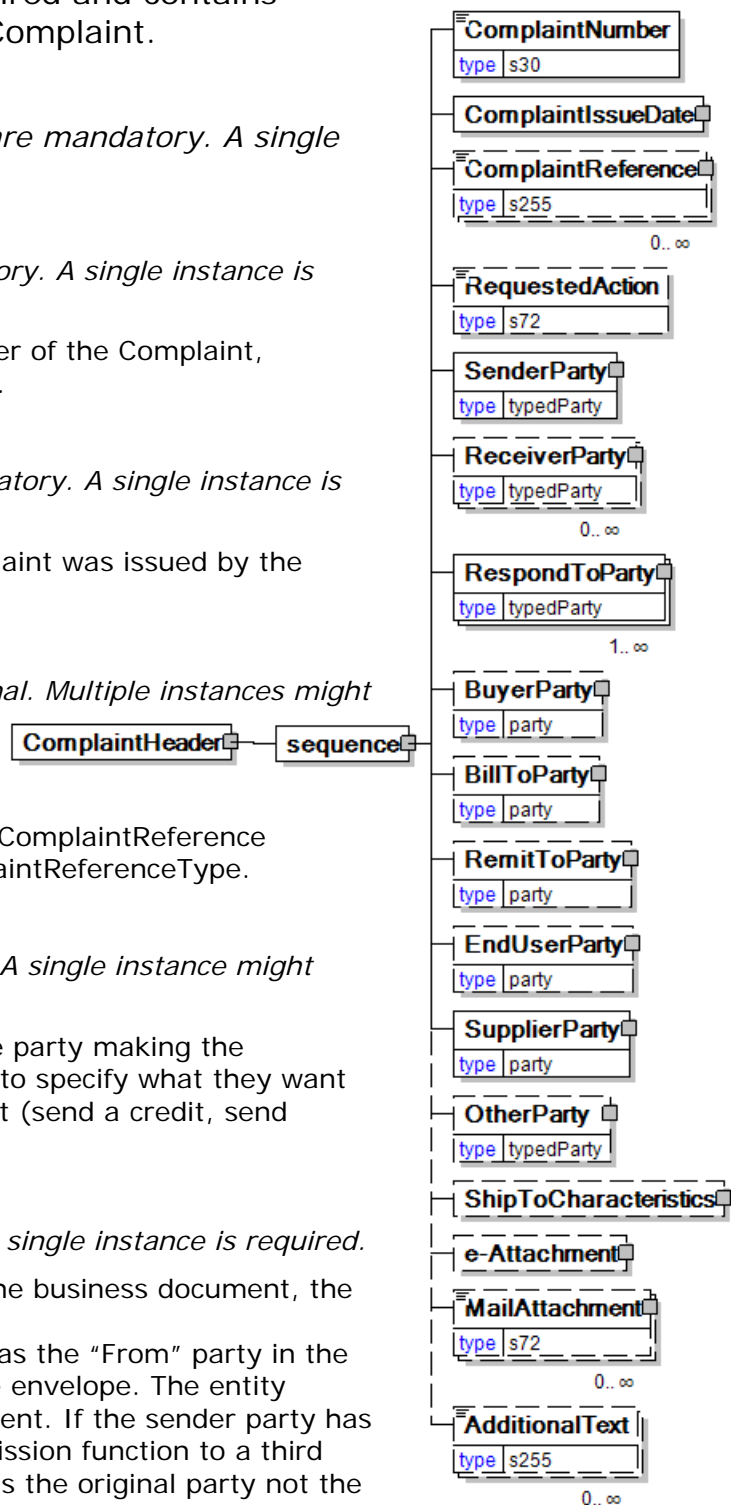 ired and contains
Complaint.
are mandatory. A single
ory. A single instance is
er of the Complaint,
.
atory. A single instance is
aint was issued by the
nal. Multiple instances might
ComplaintReference
aintReferenceType.
A single instance might
e party making the
to specify what they want
t (send a credit, send
single instance is required.
he business document, the
as the “From” party in the
e envelope. The entity
ent. If the sender party has
ission function to a third
s the original party not the
ComplaintHeader
sequence
ComplaintNumber
type s30
ComplaintIssueDate
ComplaintReference
type s255
0.. ∞
RequestedAction
type s72
SenderParty
type typedParty
ReceiverParty
type typedParty
0.. ∞
RespondToParty
type typedParty
1.. ∞
BuyerParty
type party
BillToParty
type party
RemitToParty
type party
EndUserParty
type party
SupplierParty
type party
OtherParty
type typedParty
ShipToCharacteristics
e-Attachment
MailAttachment
type s72
0.. ∞
AdditionalText
type s255
0.. ∞